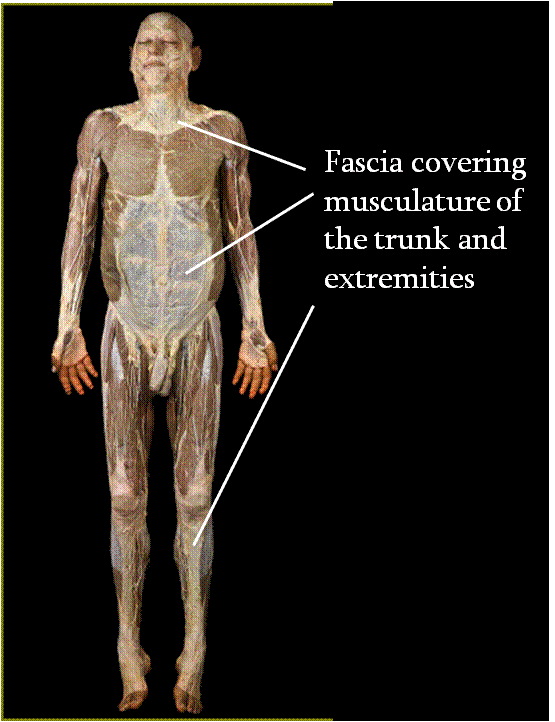 Fascia covering
musculature of
the trunk and
extremities